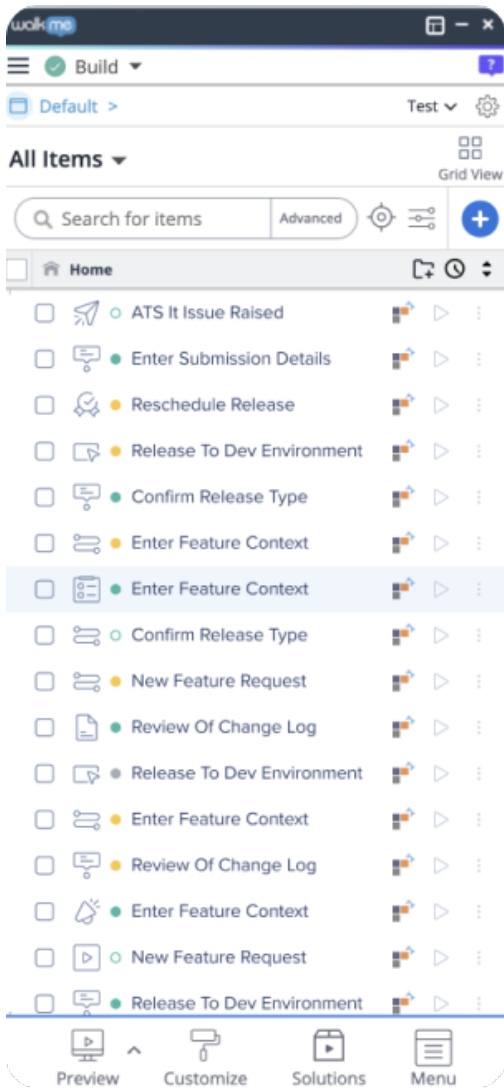 walkme
Build
?
Default >
Test
All Items
Grid View
Search for items
Advanced
Home
ATS It Issue Raised
Enter Submission Details
Reschedule Release
Release To Dev Environment
Confirm Release Type
Enter Feature Context
Enter Feature Context
Confirm Release Type
New Feature Request
Review Of Change Log
Release To Dev Environment
Enter Feature Context
Review Of Change Log
Enter Feature Context
New Feature Request
Release To Dev Environment
Preview
Customize
Solutions
Menu